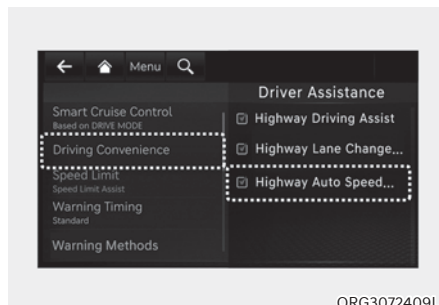 Menu
Driver Assistance
Smart Cruise Control
Based on DRIVE MODE
Driving Convenience
Speed Limit
Speed Limit Assist
Warning Timing
Standard
Warning Methods
Highway Driving Assist
Highway Lane Change...
Highway Auto Speed...
ORG3072409L